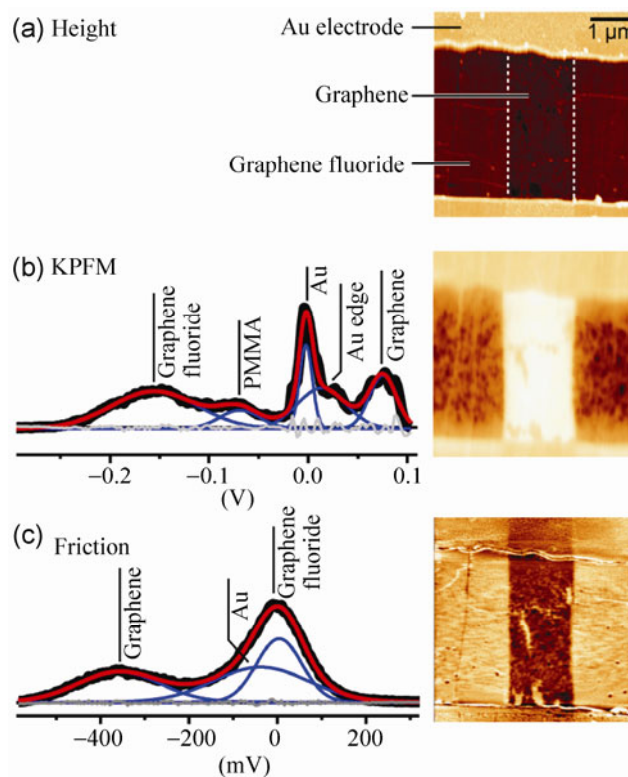 (a) Height
Au electrode
1 μm
Graphene
Graphene fluoride
(b) KPFM
Graphene
fluoride
PMMA
Au
Au edge
Graphene
−0.2 −0.1 0.0 0.1
(V)
(c) Friction
Graphene
Au
Graphene
fluoride
−400 −200 0 200
(mV)